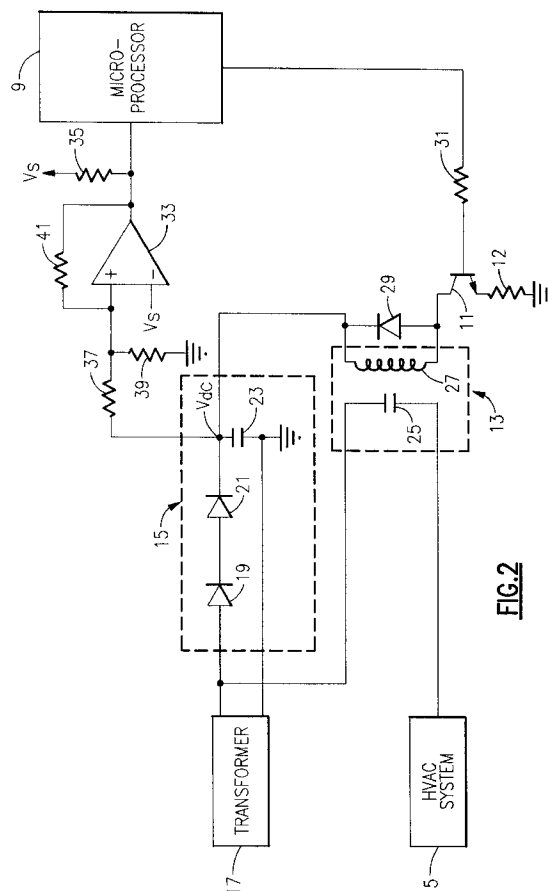 9
Vs
41
35
MICRO-
PROCESSOR
37
+
−
33
39
Vs
15
Vdc
23
19
21
TRANSFORMER
17
29
31
25
27
11
12
13
HVAC
SYSTEM
5
FIG.2